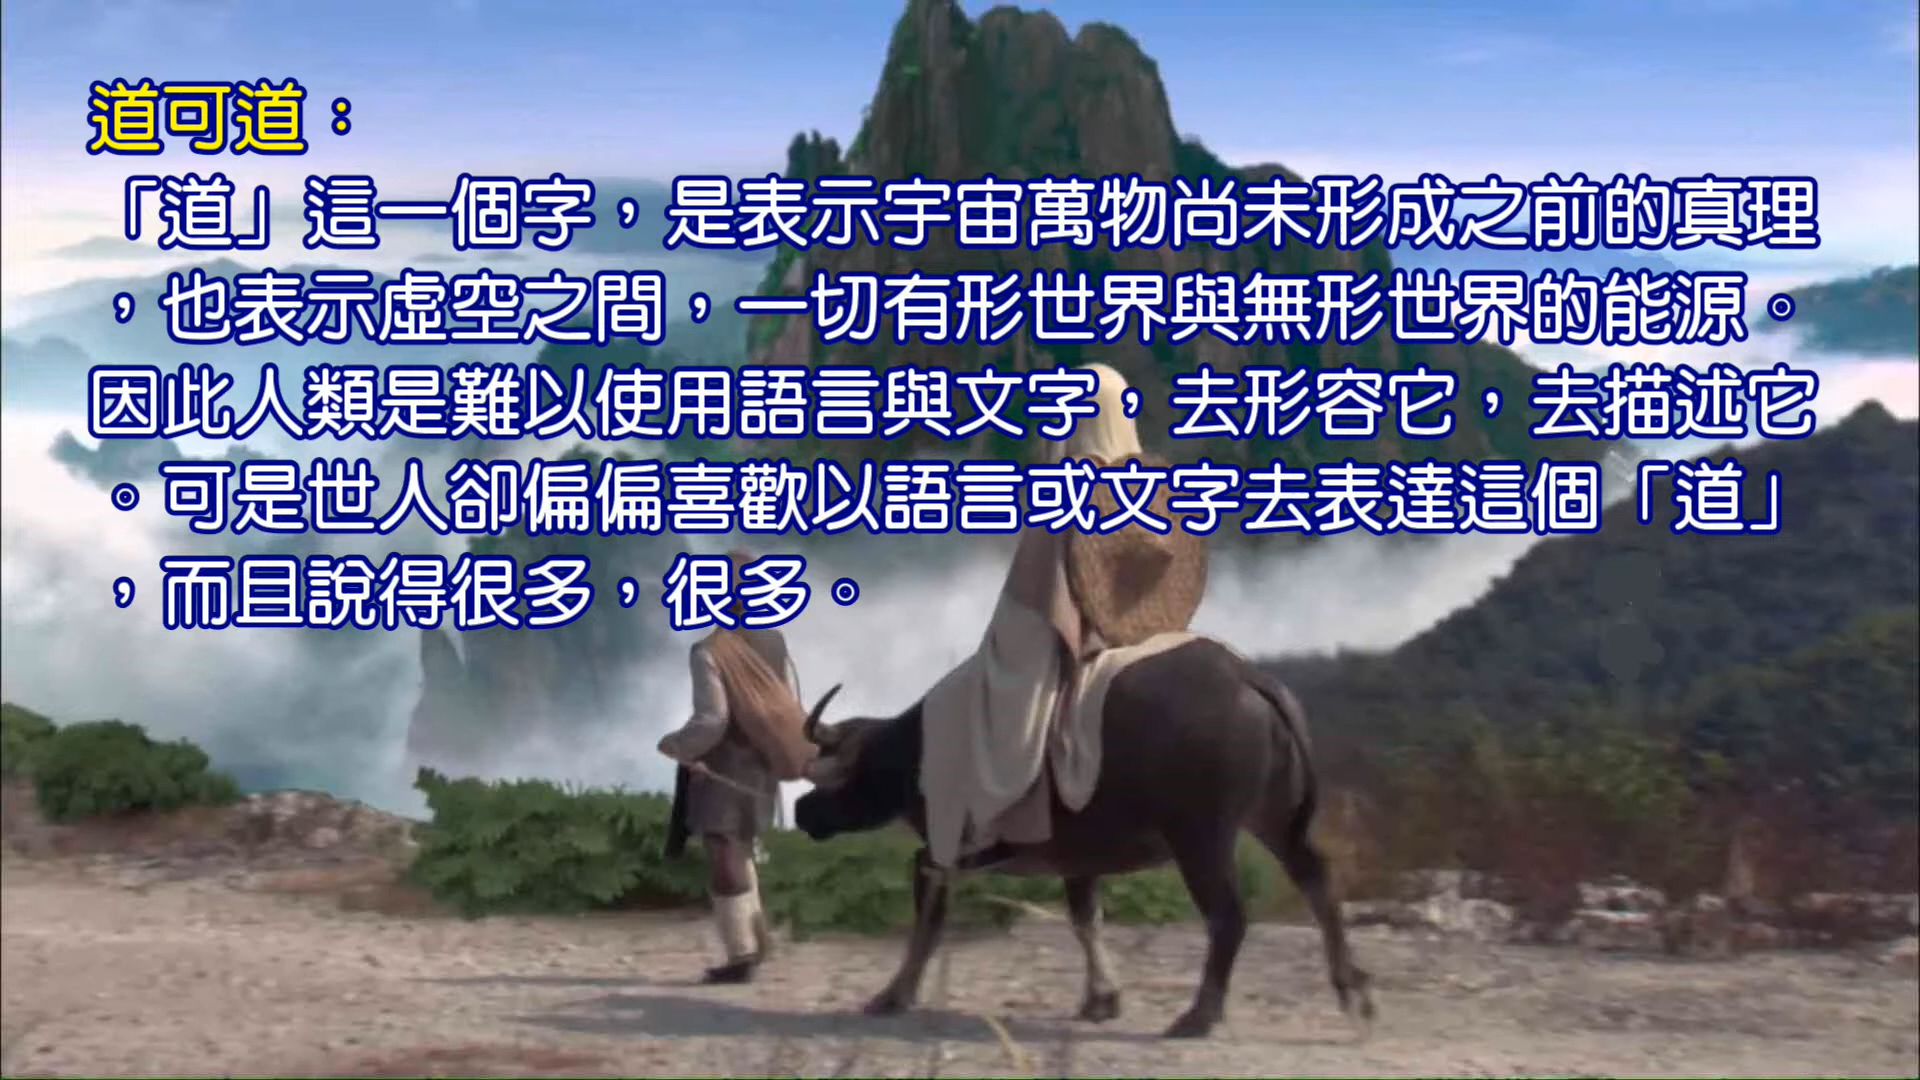 道可道：
「道」這一個字，是表示宇宙萬物尚未形成之前的真理
，也表示虛空之間，一切有形世界與無形世界的能源。
因此人類是難以使用語言與文字，去形容它，去描述它
。可是世人卻偏偏喜歡以語言或文字去表達這個「道」
，而且說得很多，很多。